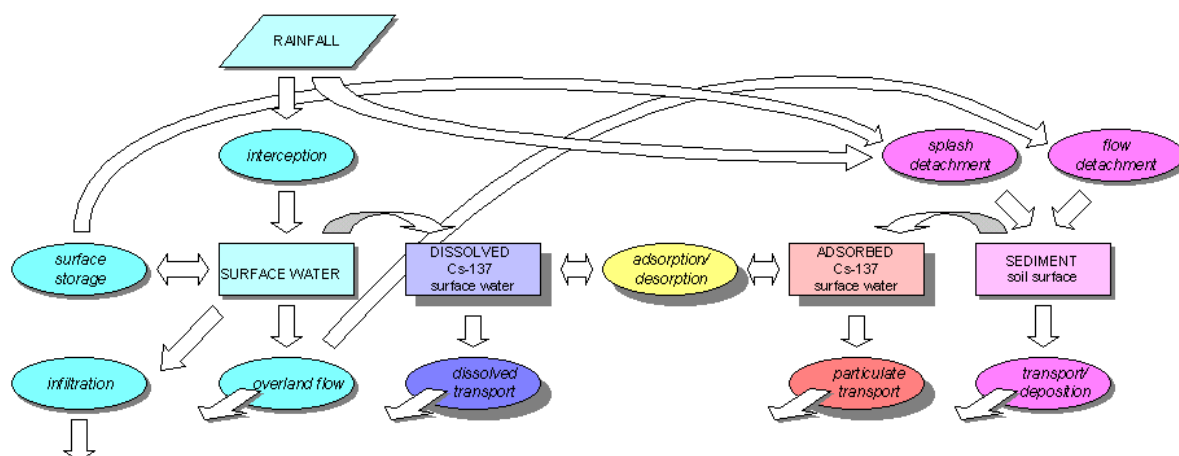 RAINFALL
interception
splash
detachment
flow
detachment
surface
storage
SURFACE WATER
DISSOLVED
Cs-137
surface water
adsorption/
desorption
ADSORBED
Cs-137
surface water
SEDIMENT
soil surface
infiltration
overland flow
dissolved
transport
particulate
transport
transport/
deposition